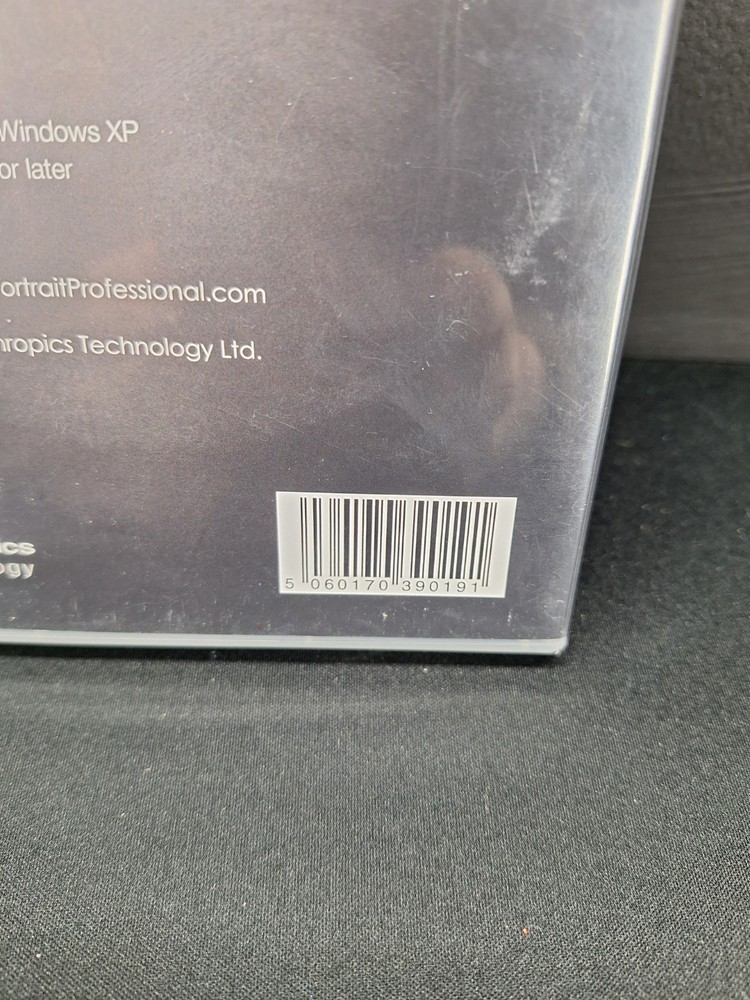 Windows XP
or later
ortraitProfessional.com
hropics Technology Ltd.
ics
ogy
5 060170 390191